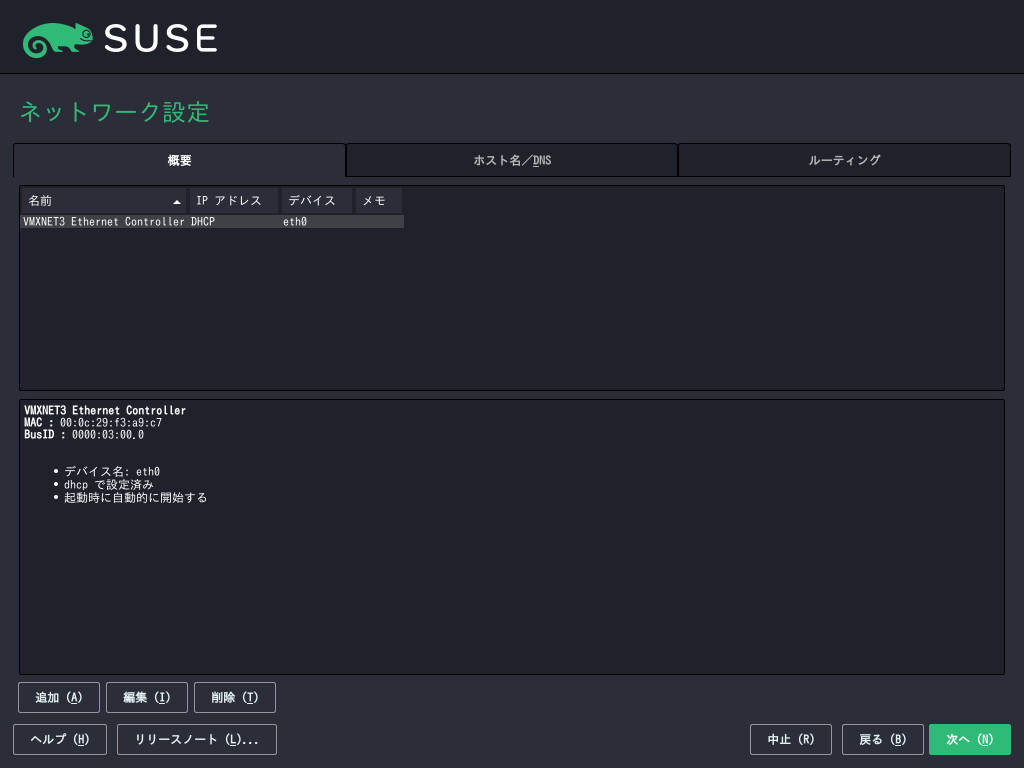 SUSE
ネットワーク設定
概要 ホスト名/DNS ルーティング
名前 IP アドレス デバイス メモ
VMXNET3 Ethernet Controller DHCP eth0
VMXNET3 Ethernet Controller
MAC : 00:0c:29:f3:a9:c7
BusID : 0000:03:00.0
• デバイス名: eth0
• dhcp で設定済み
• 起動時に自動的に開始する
追加 (A) 編集 (I) 削除 (T)
ヘルプ (H) リリースノート (L)... 中止 (R) 戻る (B) 次へ (N)